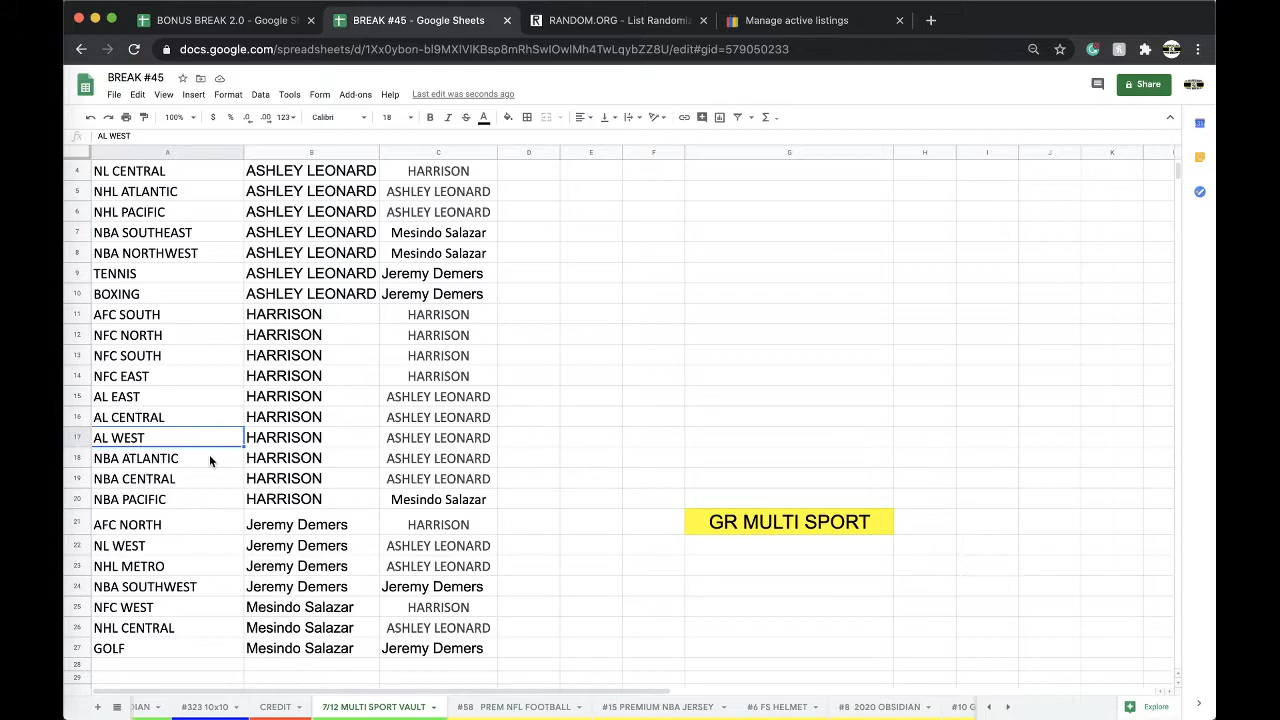 BONUS BREAK 2.0 - Google S
BREAK #45 - Google Sheets
RANDOM.ORG - List Randomiz
Manage active listings
docs.google.com/spreadsheets/d/1Xx0ybon-bl9MXlVlKBsp8mRhSwIOwlMh4TwLqybZZ8U/edit#gid=579050233
BREAK #45
File Edit View Insert Format Data Tools Form Add-ons Help Last edit was seconds ago
Share
100% $ % .0 .00 123 Calibri 18 B I S A
fx AL WEST
A B C D E F G H I J K
4 NL CENTRAL ASHLEY LEONARD HARRISON
5 NHL ATLANTIC ASHLEY LEONARD ASHLEY LEONARD
6 NHL PACIFIC ASHLEY LEONARD ASHLEY LEONARD
7 NBA SOUTHEAST ASHLEY LEONARD Mesindo Salazar
8 NBA NORTHWEST ASHLEY LEONARD Mesindo Salazar
9 TENNIS ASHLEY LEONARD Jeremy Demers
10 BOXING ASHLEY LEONARD Jeremy Demers
11 AFC SOUTH HARRISON HARRISON
12 NFC NORTH HARRISON HARRISON
13 NFC SOUTH HARRISON HARRISON
14 NFC EAST HARRISON HARRISON
15 AL EAST HARRISON ASHLEY LEONARD
16 AL CENTRAL HARRISON ASHLEY LEONARD
17 AL WEST HARRISON ASHLEY LEONARD
18 NBA ATLANTIC HARRISON ASHLEY LEONARD
19 NBA CENTRAL HARRISON ASHLEY LEONARD
20 NBA PACIFIC HARRISON Mesindo Salazar
21 AFC NORTH Jeremy Demers HARRISON GR MULTI SPORT
22 NL WEST Jeremy Demers ASHLEY LEONARD
23 NHL METRO Jeremy Demers ASHLEY LEONARD
24 NBA SOUTHWEST Jeremy Demers Jeremy Demers
25 NFC WEST Mesindo Salazar HARRISON
26 NHL CENTRAL Mesindo Salazar ASHLEY LEONARD
27 GOLF Mesindo Salazar Jeremy Demers
28
29
DIAN #323 10x10 CREDIT 7/12 MULTI SPORT VAULT #58 PREM NFL FOOTBALL #15 PREMIUM NBA JERSEY #6 FS HELMET #8 2020 OBSIDIAN #10 G Explore